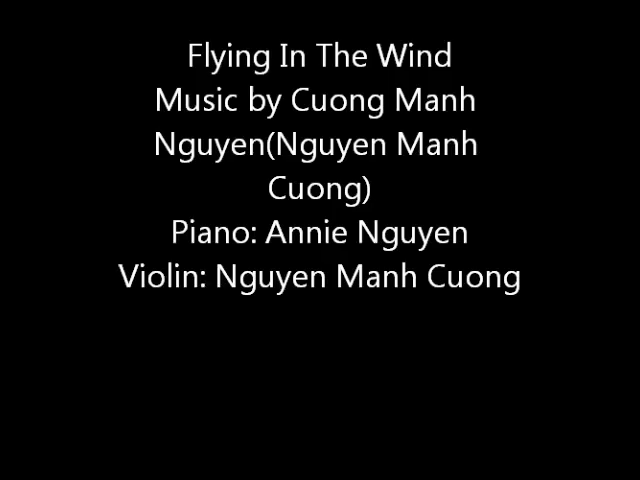 Flying In The Wind
Music by Cuong Manh
Nguyen(Nguyen Manh
Cuong)
Piano: Annie Nguyen
Violin: Nguyen Manh Cuong